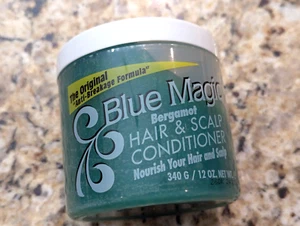 The Original
"Anti-Breakage Formula"
Blue Magic
Bergamot
HAIR & SCALP
CONDITIONER
Nourish Your Hair and Scalp
340 G / 12 OZ. NET